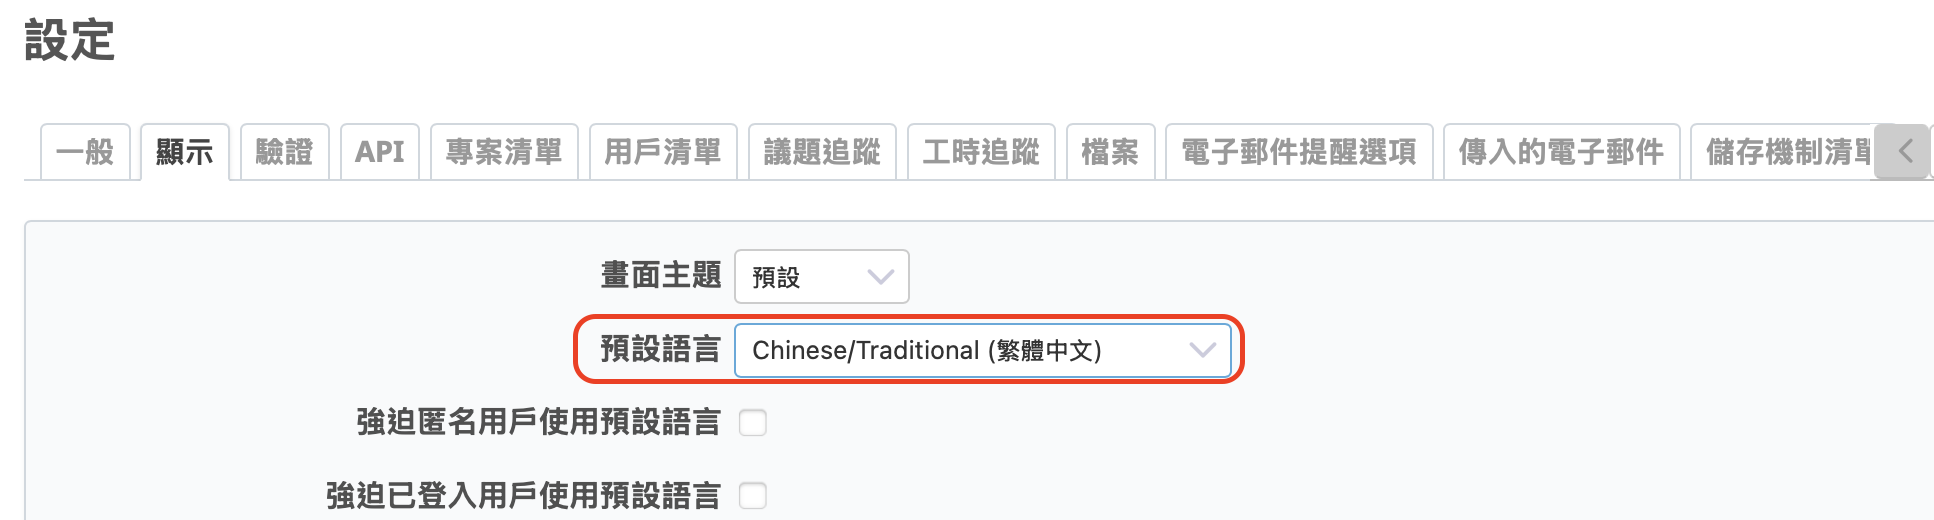 設定
一般 顯示 驗證 API 專案清單 用戶清單 議題追蹤 工時追蹤 檔案 電子郵件提醒選項 傳入的電子郵件 儲存機制清單
畫面主題 預設
預設語言 Chinese/Traditional (繁體中文)
強迫匿名用戶使用預設語言
強迫已登入用戶使用預設語言